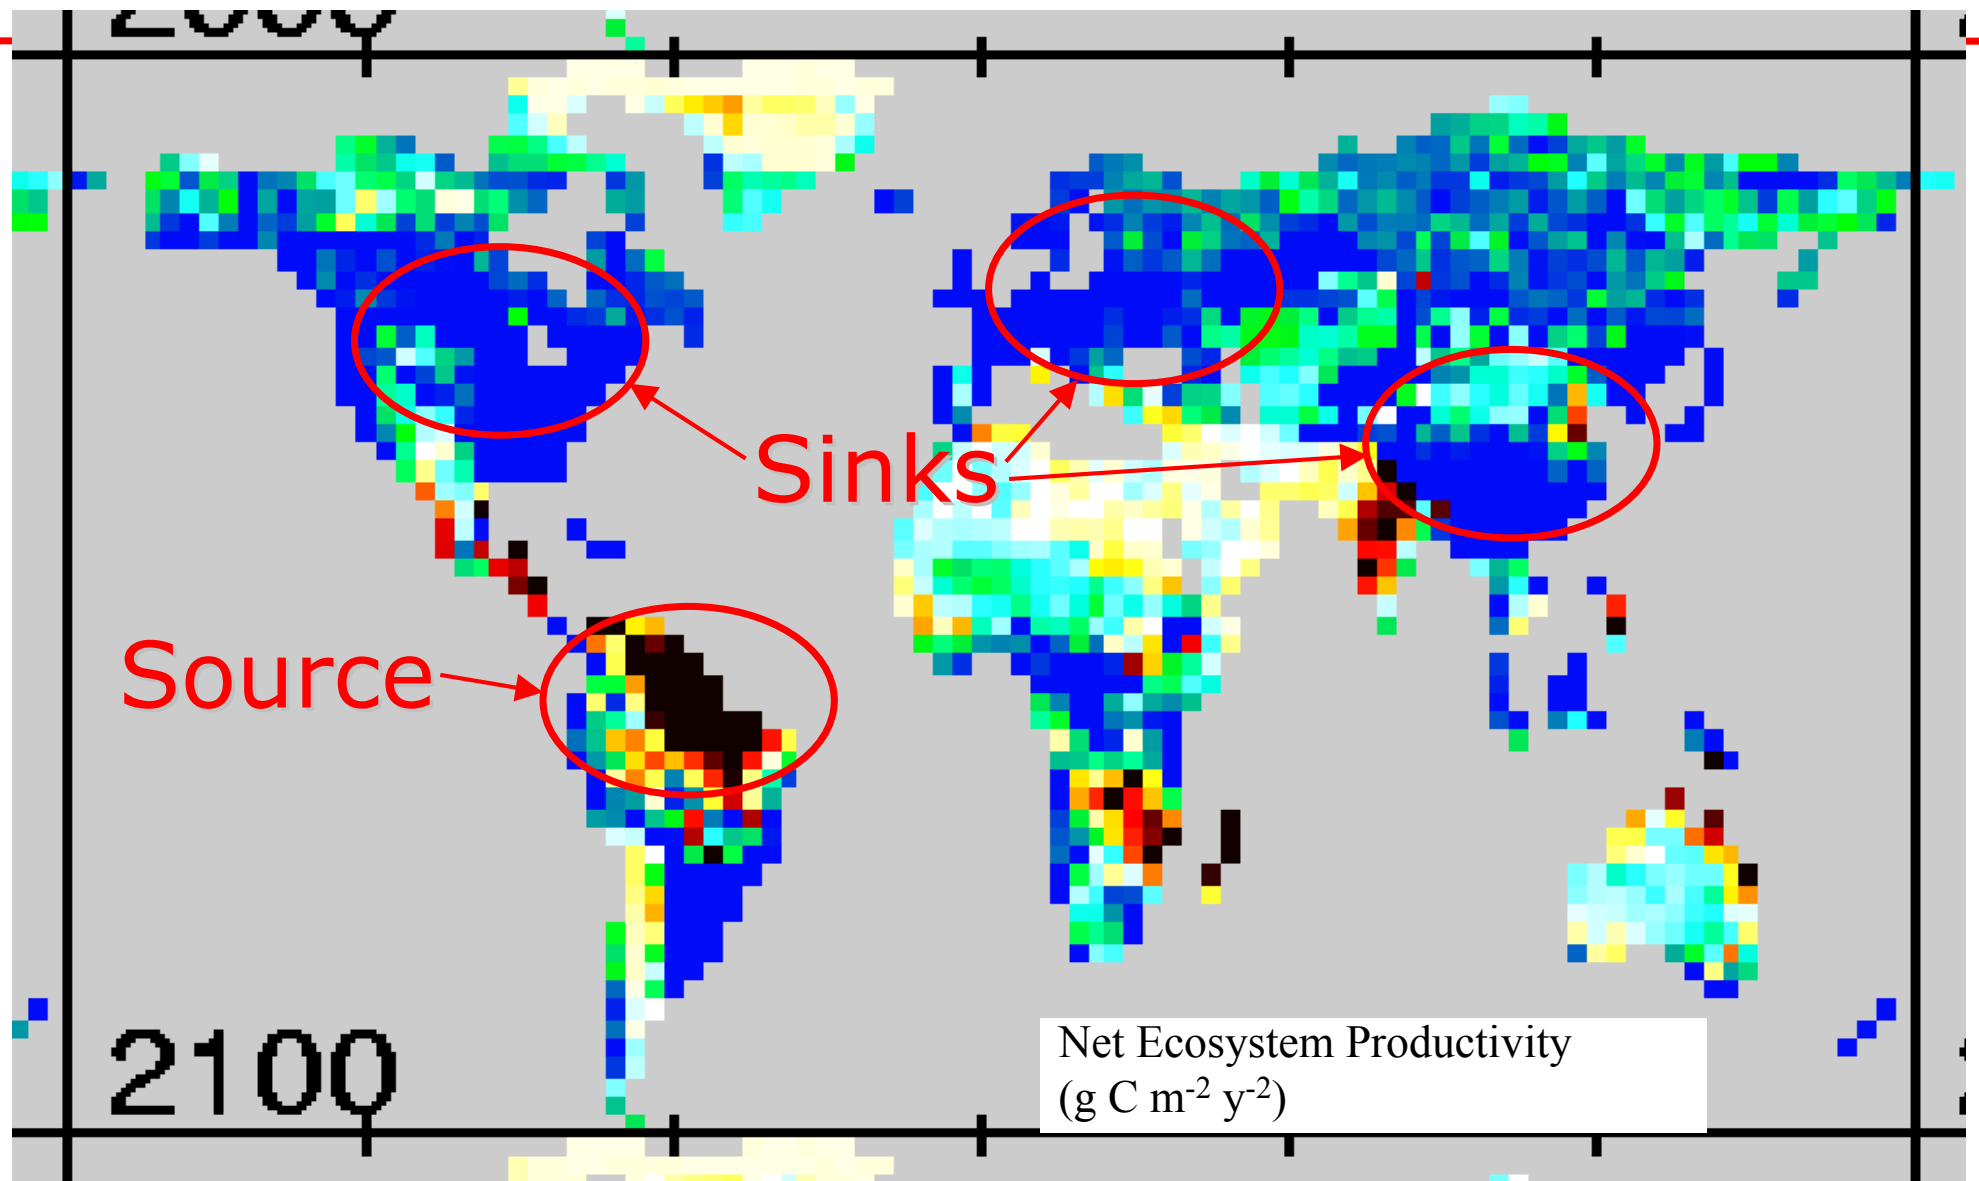 Sinks
Source
2100
Net Ecosystem Productivity
(g C m⁻² y⁻²)